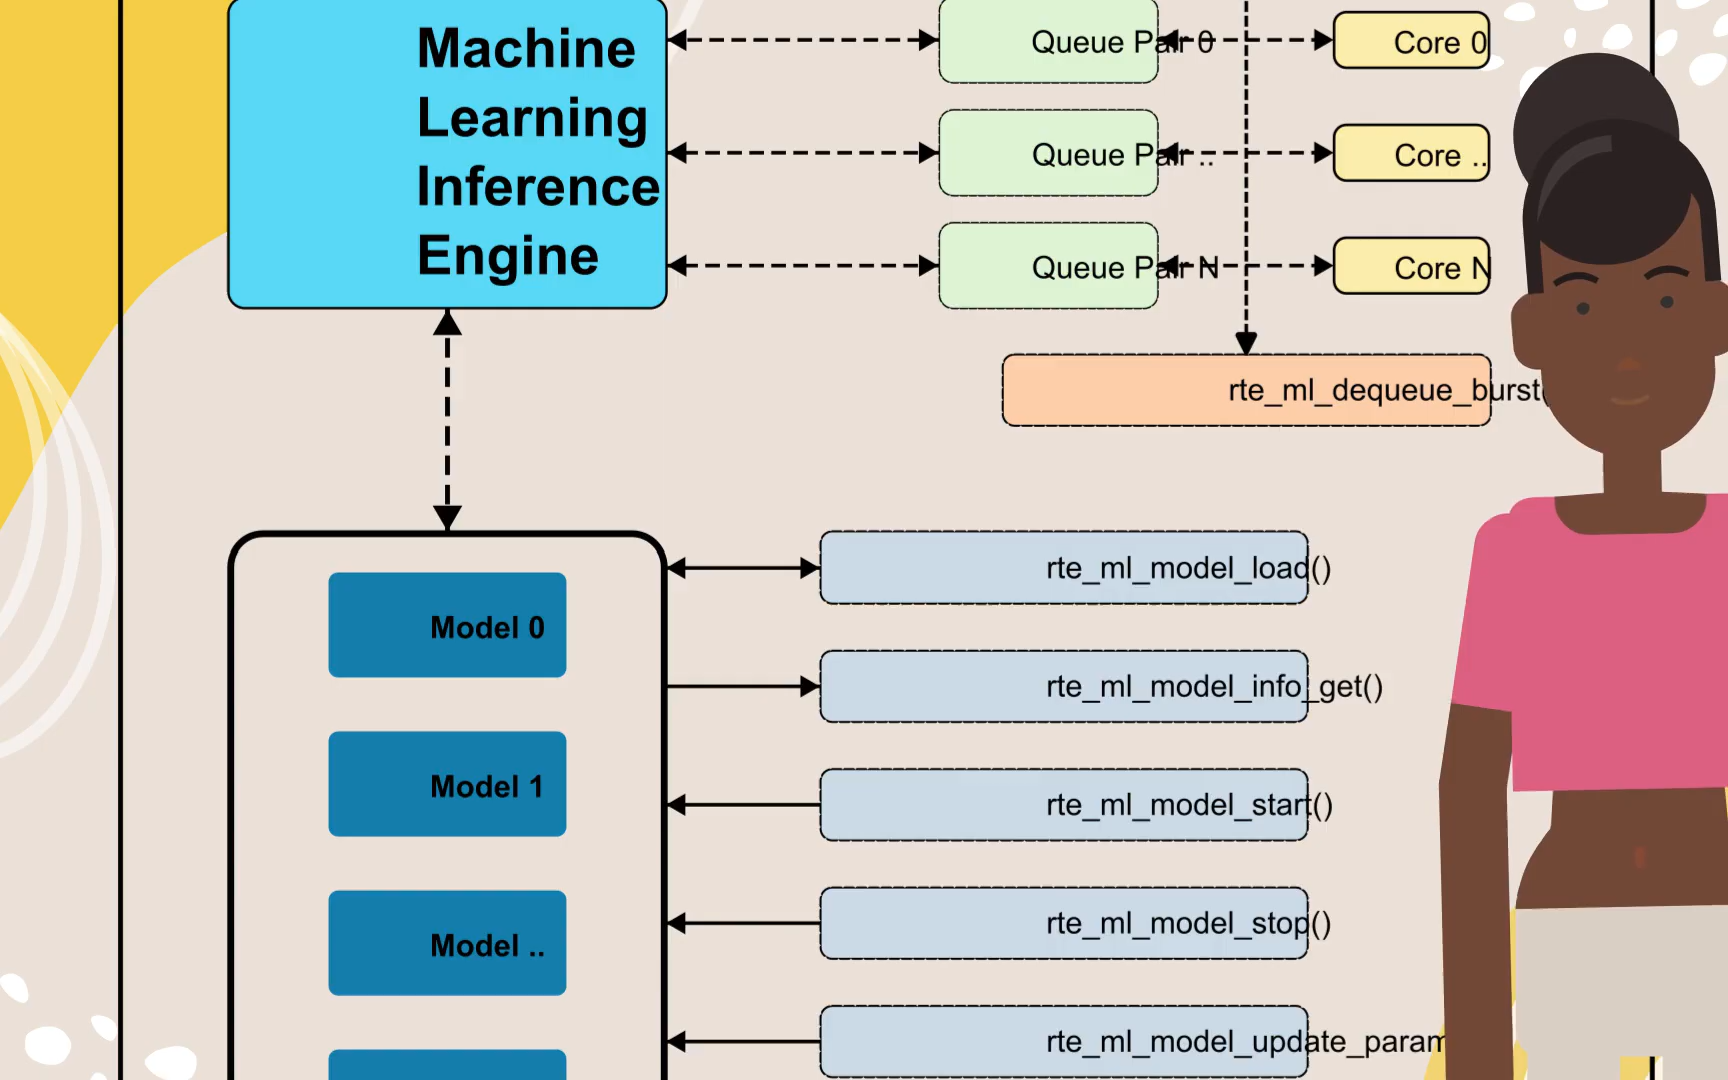 Machine
Learning
Inference
Engine
Queue Pair 0
Core 0
Queue Pair ..
Core ..
Queue Pair N
Core N
rte_ml_dequeue_burst(
Model 0
Model 1
Model ..
rte_ml_model_load()
rte_ml_model_info_get()
rte_ml_model_start()
rte_ml_model_stop()
rte_ml_model_update_param